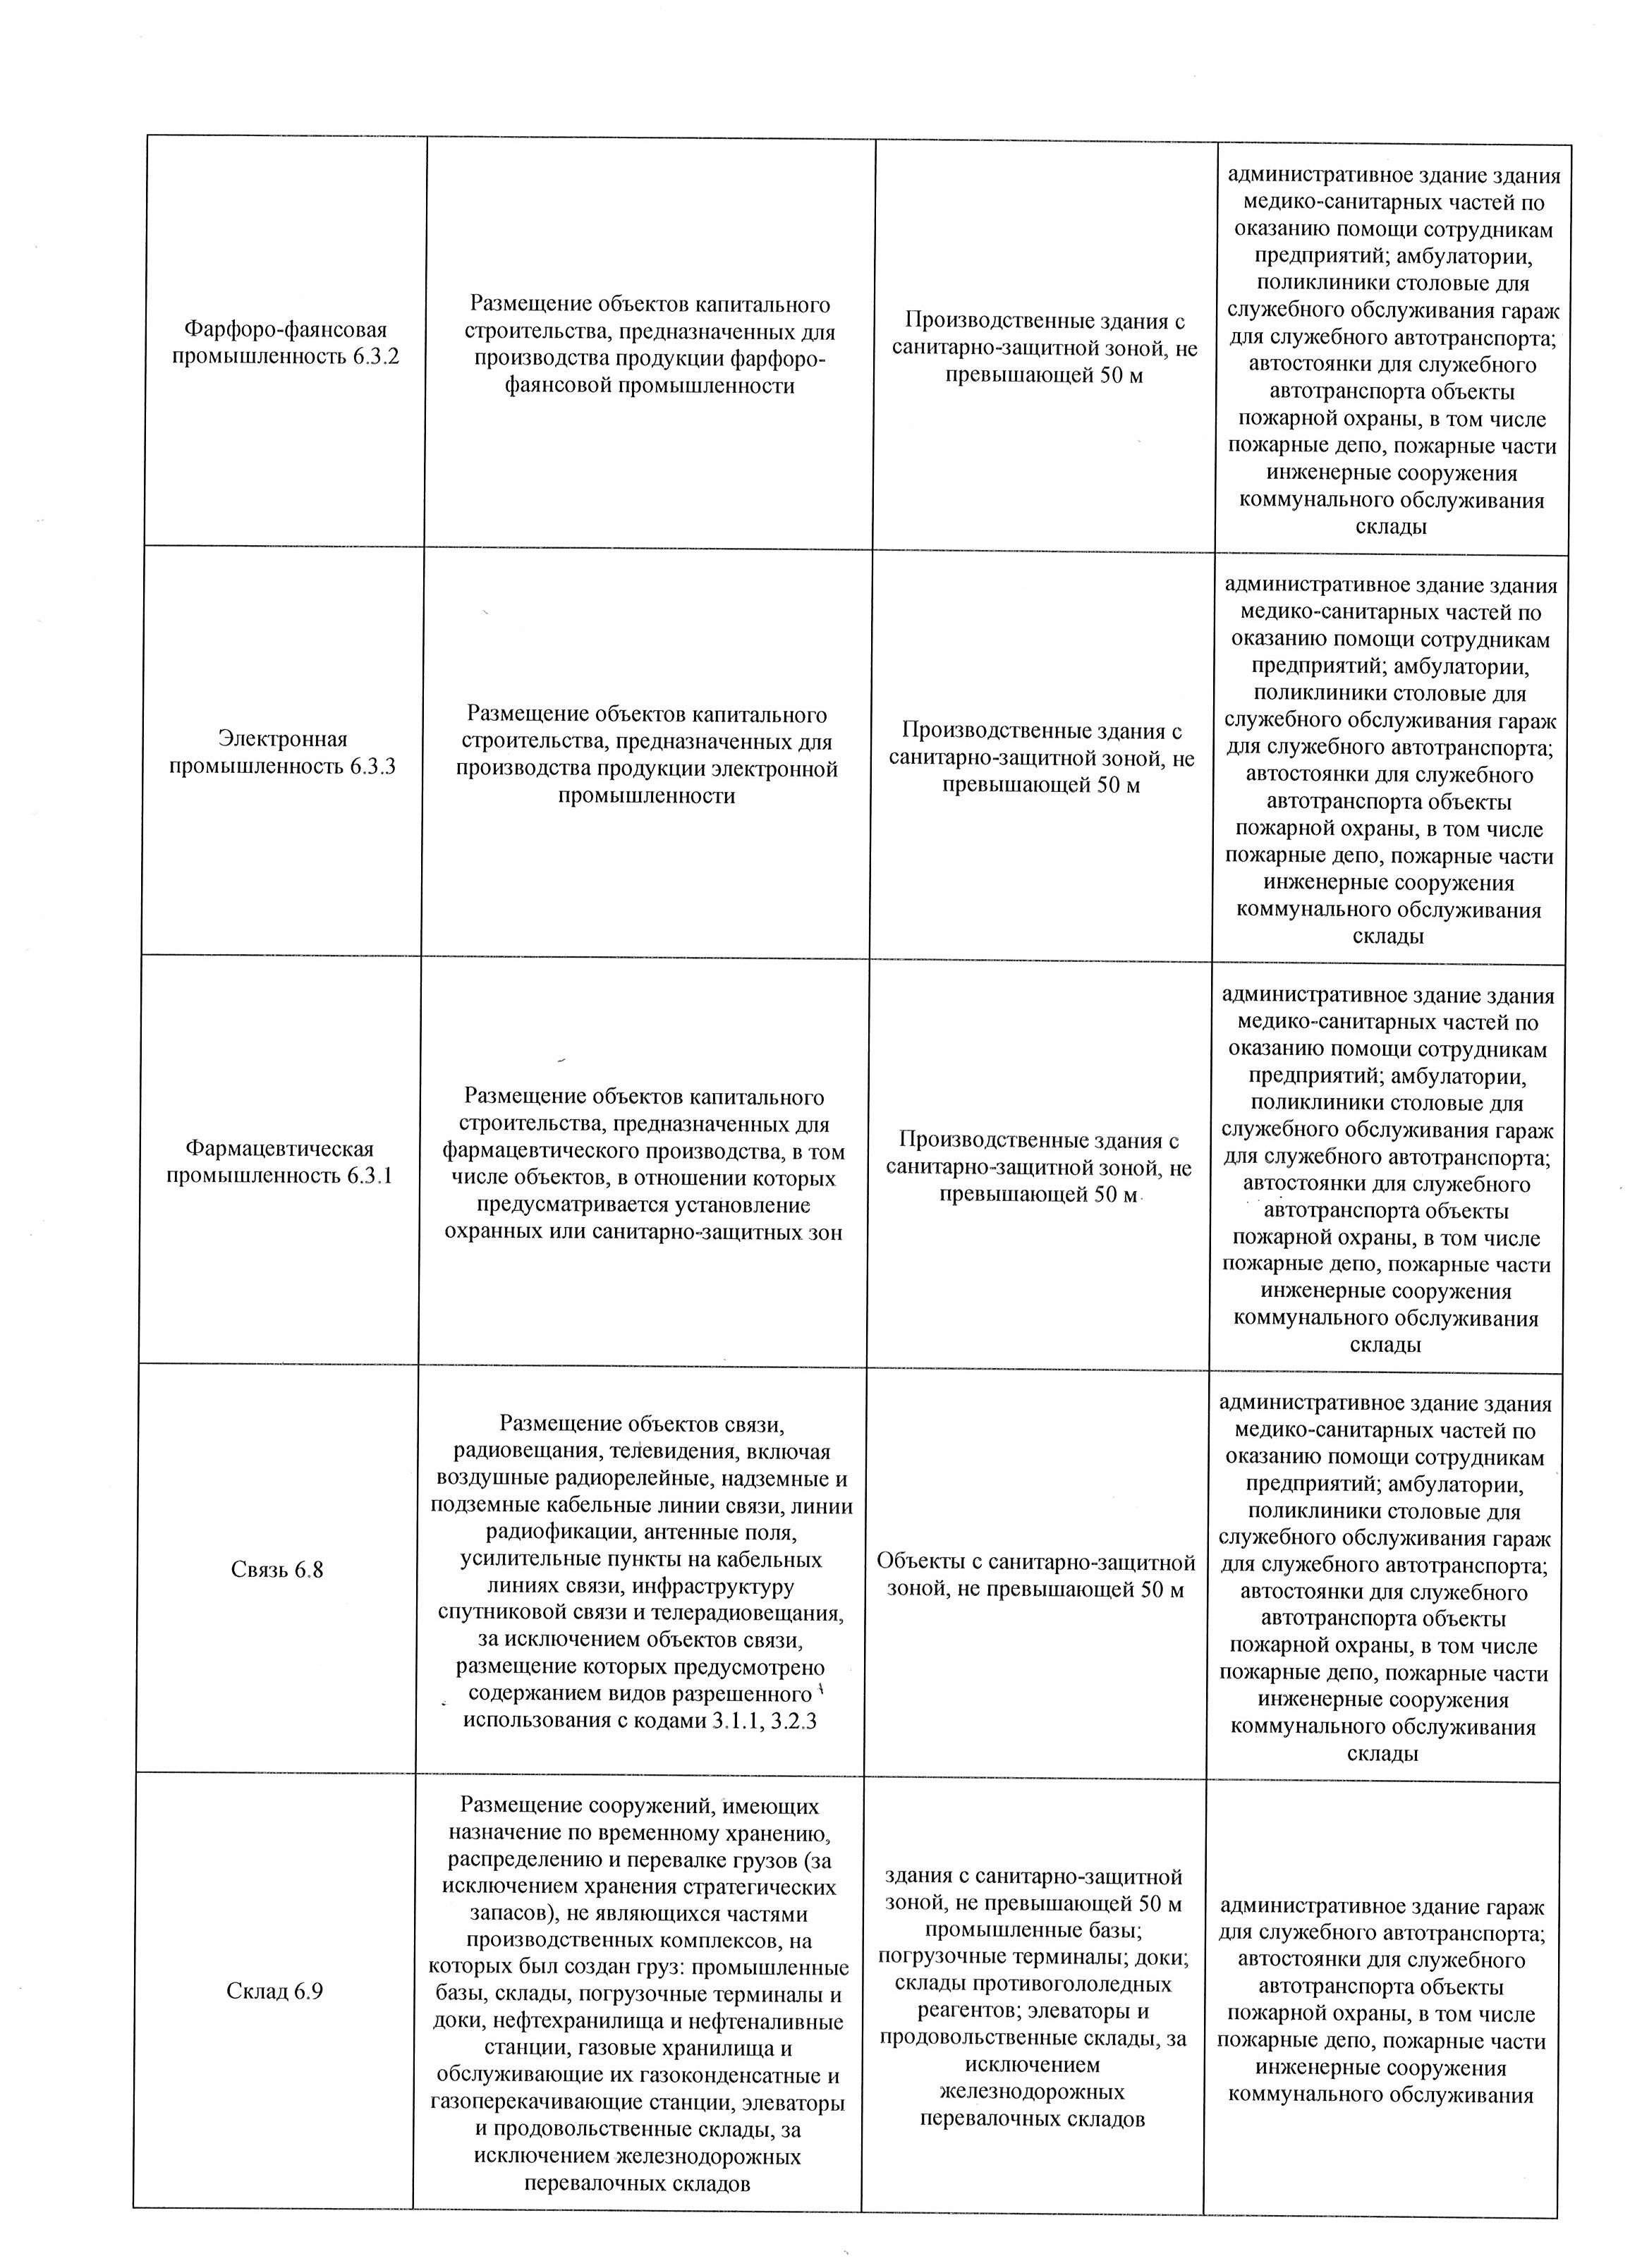 Фарфоро-фаянсовая
промышленность 6.3.2
Размещение объектов капитального
строительства, предназначенных для
производства продукции фарфоро-
фаянсовой промышленности
Производственные здания с
санитарно-защитной зоной, не
превышающей 50 м
административное здание здания
медико-санитарных частей по
оказанию помощи сотрудникам
предприятий; амбулатории,
поликлиники столовые для
служебного обслуживания гараж
для служебного автотранспорта;
автостоянки для служебного
автотранспорта объекты
пожарной охраны, в том числе
пожарные депо, пожарные части
инженерные сооружения
коммунального обслуживания
склады
Электронная
промышленность 6.3.3
Размещение объектов капитального
строительства, предназначенных для
производства продукции электронной
промышленности
Производственные здания с
санитарно-защитной зоной, не
превышающей 50 м
административное здание здания
медико-санитарных частей по
оказанию помощи сотрудникам
предприятий; амбулатории,
поликлиники столовые для
служебного обслуживания гараж
для служебного автотранспорта;
автостоянки для служебного
автотранспорта объекты
пожарной охраны, в том числе
пожарные депо, пожарные части
инженерные сооружения
коммунального обслуживания
склады
Фармацевтическая
промышленность 6.3.1
Размещение объектов капитального
строительства, предназначенных для
фармацевтического производства, в том
числе объектов, в отношении которых
предусматривается установление
охранных или санитарно-защитных зон
Производственные здания с
санитарно-защитной зоной, не
превышающей 50 м
административное здание здания
медико-санитарных частей по
оказанию помощи сотрудникам
предприятий; амбулатории,
поликлиники столовые для
служебного обслуживания гараж
для служебного автотранспорта;
автостоянки для служебного
автотранспорта объекты
пожарной охраны, в том числе
пожарные депо, пожарные части
инженерные сооружения
коммунального обслуживания
склады
Связь 6.8
Размещение объектов связи,
радиовещания, телевидения, включая
воздушные радиорелейные, надземные и
подземные кабельные линии связи, линии
радиофикации, антенные поля,
усилительные пункты на кабельных
линиях связи, инфраструктуру
спутниковой связи и телерадиовещания,
за исключением объектов связи,
размещение которых предусмотрено
содержанием видов разрешенного
использования с кодами 3.1.1, 3.2.3
Объекты с санитарно-защитной
зоной, не превышающей 50 м
административное здание здания
медико-санитарных частей по
оказанию помощи сотрудникам
предприятий; амбулатории,
поликлиники столовые для
служебного обслуживания гараж
для служебного автотранспорта;
автостоянки для служебного
автотранспорта объекты
пожарной охраны, в том числе
пожарные депо, пожарные части
инженерные сооружения
коммунального обслуживания
склады
Склад 6.9
Размещение сооружений, имеющих
назначение по временному хранению,
распределению и перевалке грузов (за
исключением хранения стратегических
запасов), не являющихся частями
производственных комплексов, на
которых был создан груз: промышленные
базы, склады, погрузочные терминалы и
доки, нефтехранилища и нефтеналивные
станции, газовые хранилища и
обслуживающие их газоконденсатные и
газоперекачивающие станции, элеваторы
и продовольственные склады, за
исключением железнодорожных
перевалочных складов
здания с санитарно-защитной
зоной, не превышающей 50 м
промышленные базы;
погрузочные терминалы; доки;
склады противогололедных
реагентов; элеваторы и
продовольственные склады, за
исключением
железнодорожных
перевалочных складов
административное здание гараж
для служебного автотранспорта;
автостоянки для служебного
автотранспорта объекты
пожарной охраны, в том числе
пожарные депо, пожарные части
инженерные сооружения
коммунального обслуживания